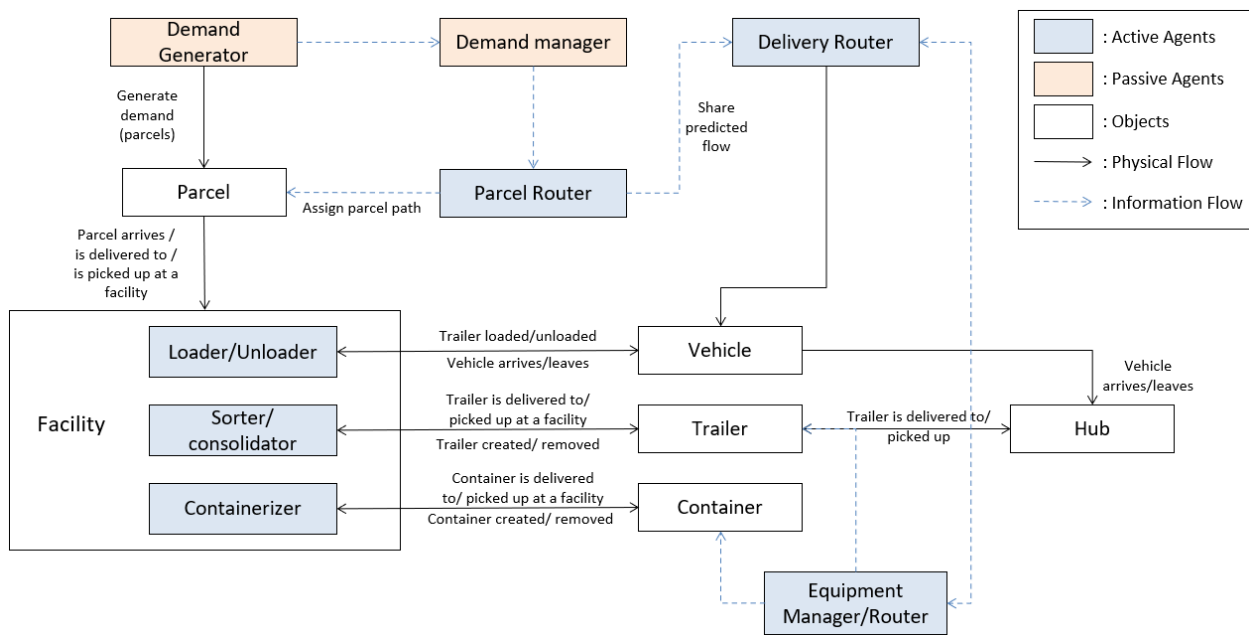 Demand
Generator
Demand manager
Delivery Router
: Active Agents
: Passive Agents
: Objects
: Physical Flow
: Information Flow
Generate
demand
(parcels)
Share
predicted
flow
Parcel
Parcel Router
Assign parcel path
Parcel arrives /
is delivered to /
is picked up at a
facility
Facility
Loader/Unloader
Trailer loaded/unloaded
Vehicle arrives/leaves
Vehicle
Vehicle
arrives/leaves
Sorter/
consolidator
Trailer is delivered to/
picked up at a facility
Trailer created/ removed
Trailer
Trailer is delivered to/
picked up
Hub
Containerizer
Container is delivered
to/ picked up at a facility
Container created/ removed
Container
Equipment
Manager/Router